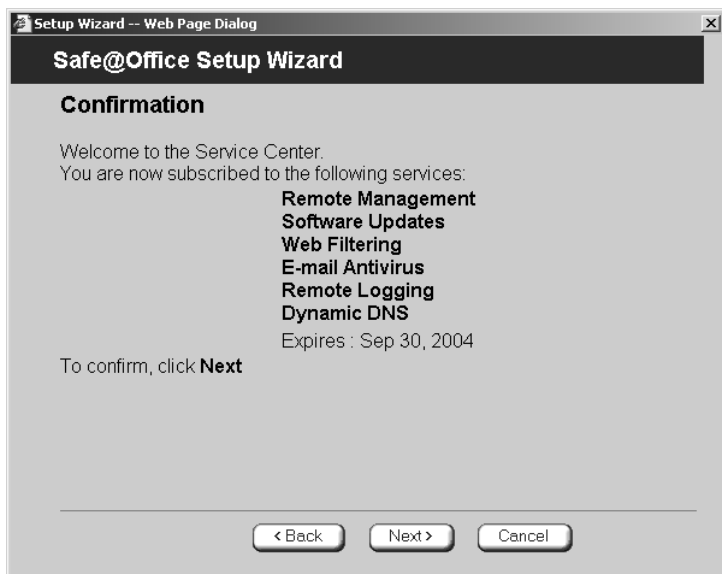 Setup Wizard -- Web Page Dialog
Safe@Office Setup Wizard
Confirmation
Welcome to the Service Center.
You are now subscribed to the following services:
Remote Management
Software Updates
Web Filtering
E-mail Antivirus
Remote Logging
Dynamic DNS
Expires : Sep 30, 2004
To confirm, click Next
< Back Next > Cancel